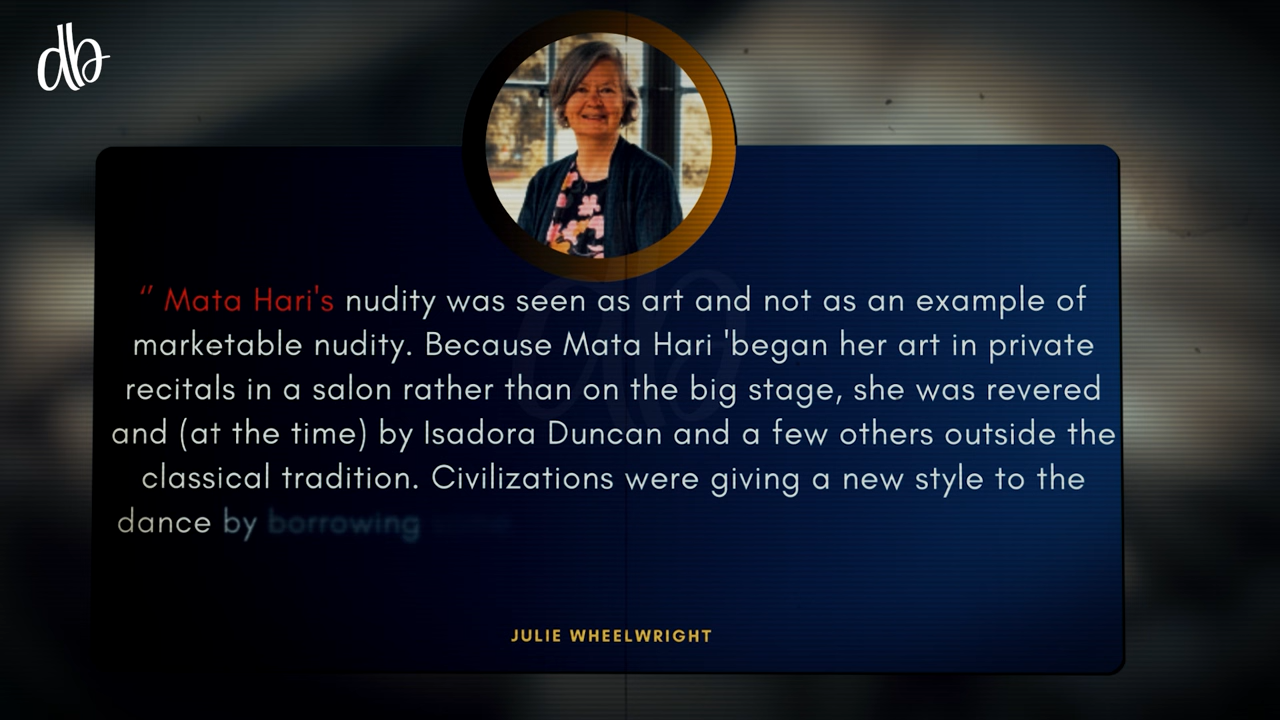 db
“ Mata Hari's nudity was seen as art and not as an example of
marketable nudity. Because Mata Hari 'began her art in private
recitals in a salon rather than on the big stage, she was revered
and (at the time) by Isadora Duncan and a few others outside the
classical tradition. Civilizations were giving a new style to the
dance by borrowing
JULIE WHEELWRIGHT